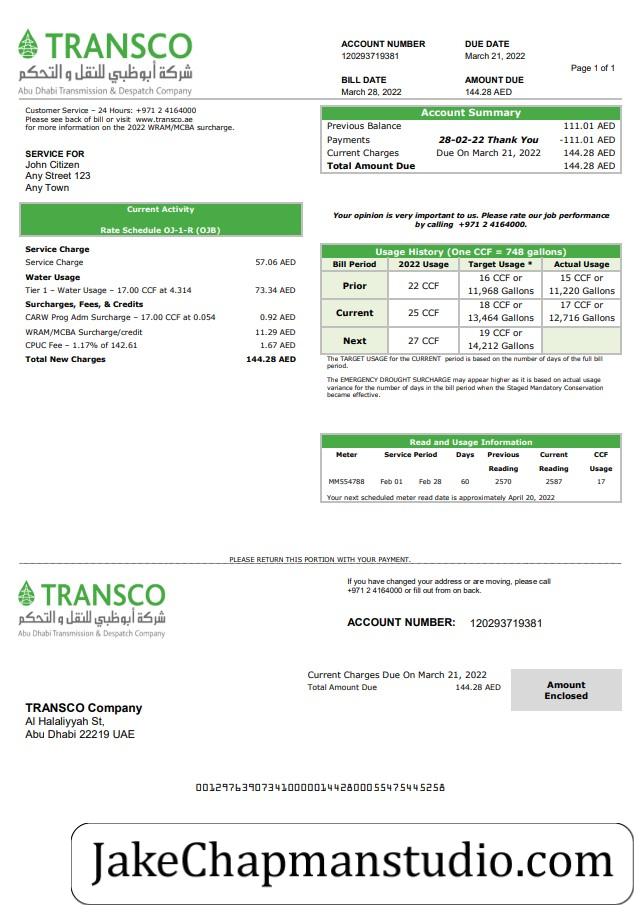 TRANSCO
شركة أبوظبي للنقل و التحكم
Abu Dhabi Transmission & Despatch Company
ACCOUNT NUMBER DUE DATE
120293719381 March 21, 2022
Page 1 of 1
BILL DATE AMOUNT DUE
March 28, 2022 144.28 AED
Customer Service – 24 Hours: +971 2 4164000
Please see back of bill or visit www.transco.ae
for more information on the 2022 WRAM/MCBA surcharge.
SERVICE FOR
John Citizen
Any Street 123
Any Town
Account Summary
Previous Balance 111.01 AED
Payments 28-02-22 Thank You -111.01 AED
Current Charges Due On March 21, 2022 144.28 AED
Total Amount Due 144.28 AED
Current Activity
Rate Schedule OJ-1-R (OJB)
Service Charge
Service Charge 57.06 AED
Water Usage
Tier 1 – Water Usage – 17.00 CCF at 4.314 73.34 AED
Surcharges, Fees, & Credits
CARW Prog Adm Surcharge – 17.00 CCF at 0.054 0.92 AED
WRAM/MCBA Surcharge/credit 11.29 AED
CPUC Fee – 1.17% of 142.61 1.67 AED
Total New Charges 144.28 AED
Your opinion is very important to us. Please rate our job performance
by calling +971 2 4164000.
Usage History (One CCF = 748 gallons)
Bill Period 2022 Usage Target Usage * Actual Usage
Prior 22 CCF 16 CCF or 11,968 Gallons 15 CCF or 11,220 Gallons
Current 25 CCF 18 CCF or 13,464 Gallons 17 CCF or 12,716 Gallons
Next 27 CCF 19 CCF or 14,212 Gallons
The TARGET USAGE for the CURRENT period is based on the number of days of the full bill
period.
The EMERGENCY DROUGHT SURCHARGE may appear higher as it is based on actual usage
variance for the number of days in the bill period when the Staged Mandatory Conservation
became effective.
Read and Usage Information
Meter Service Period Days Previous Reading Current Reading CCF Usage
MM554788 Feb 01 Feb 28 60 2570 2587 17
Your next scheduled meter read date is approximately April 20, 2022
PLEASE RETURN THIS PORTION WITH YOUR PAYMENT.
TRANSCO
شركة أبوظبي للنقل و التحكم
Abu Dhabi Transmission & Despatch Company
If you have changed your address or are moving, please call
+971 2 4164000 or fill out from on back.
ACCOUNT NUMBER: 120293719381
Current Charges Due On March 21, 2022
Total Amount Due 144.28 AED
Amount
Enclosed
TRANSCO Company
Al Halaliyyah St,
Abu Dhabi 22219 UAE
00129763907341000001442800055475445258
JakeChapmanstudio.com